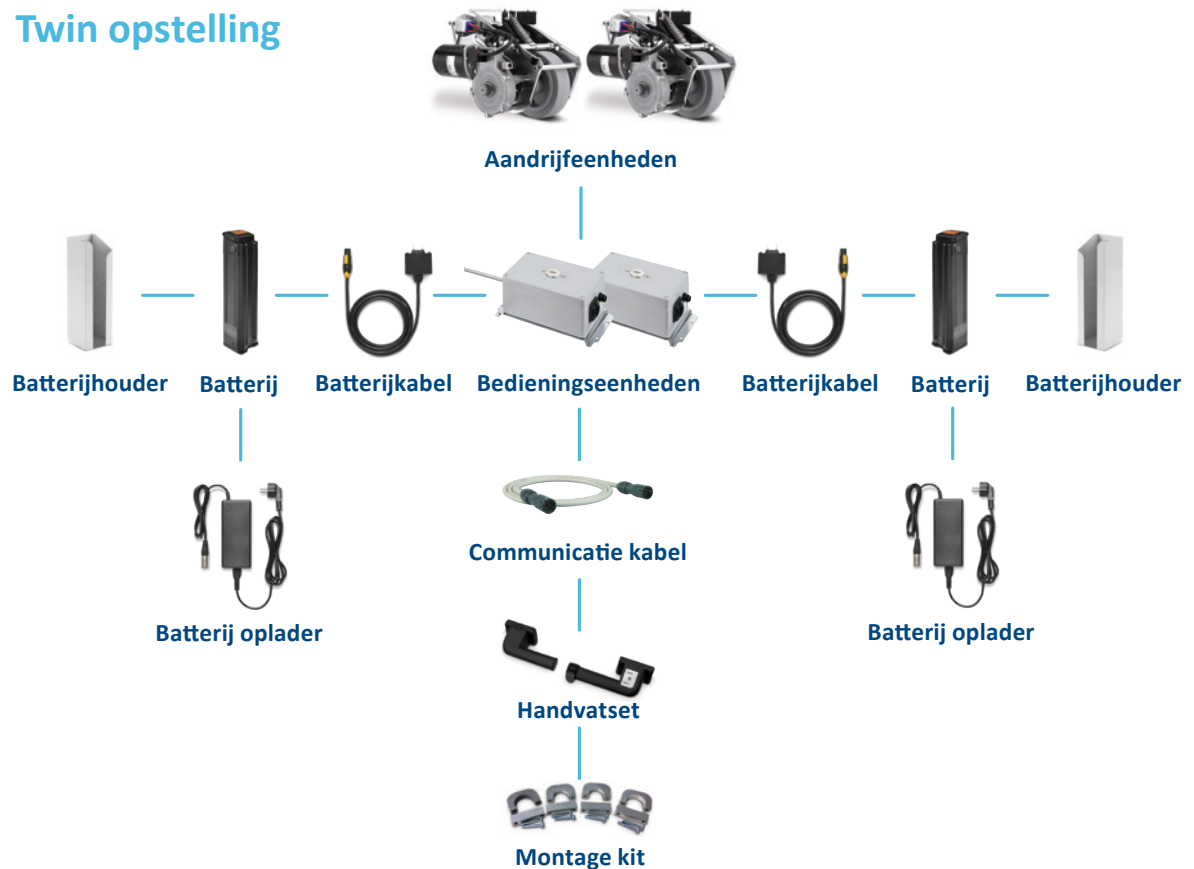 Twin opstelling
Aandrijfeenheden
Batterijhouder
Batterij
Batterijkabel
Bedieningseenheden
Batterijkabel
Batterij
Batterijhouder
Communicatie kabel
Batterij oplader
Batterij oplader
Handvatset
Montage kit